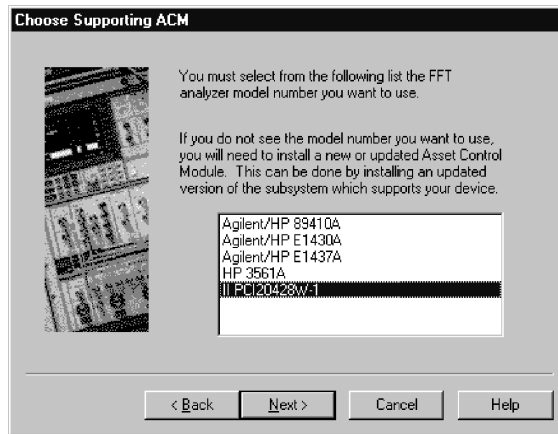 Choose Supporting ACM
You must select from the following list the FFT
analyzer model number you want to use.
If you do not see the model number you want to use,
you will need to install a new or updated Asset Control
Module. This can be done by installing an updated
version of the subsystem which supports your device.
Agilent/HP 89410A
Agilent/HP E1430A
Agilent/HP E1437A
HP 3561A
II PCI20428W-1
< Back
Next >
Cancel
Help